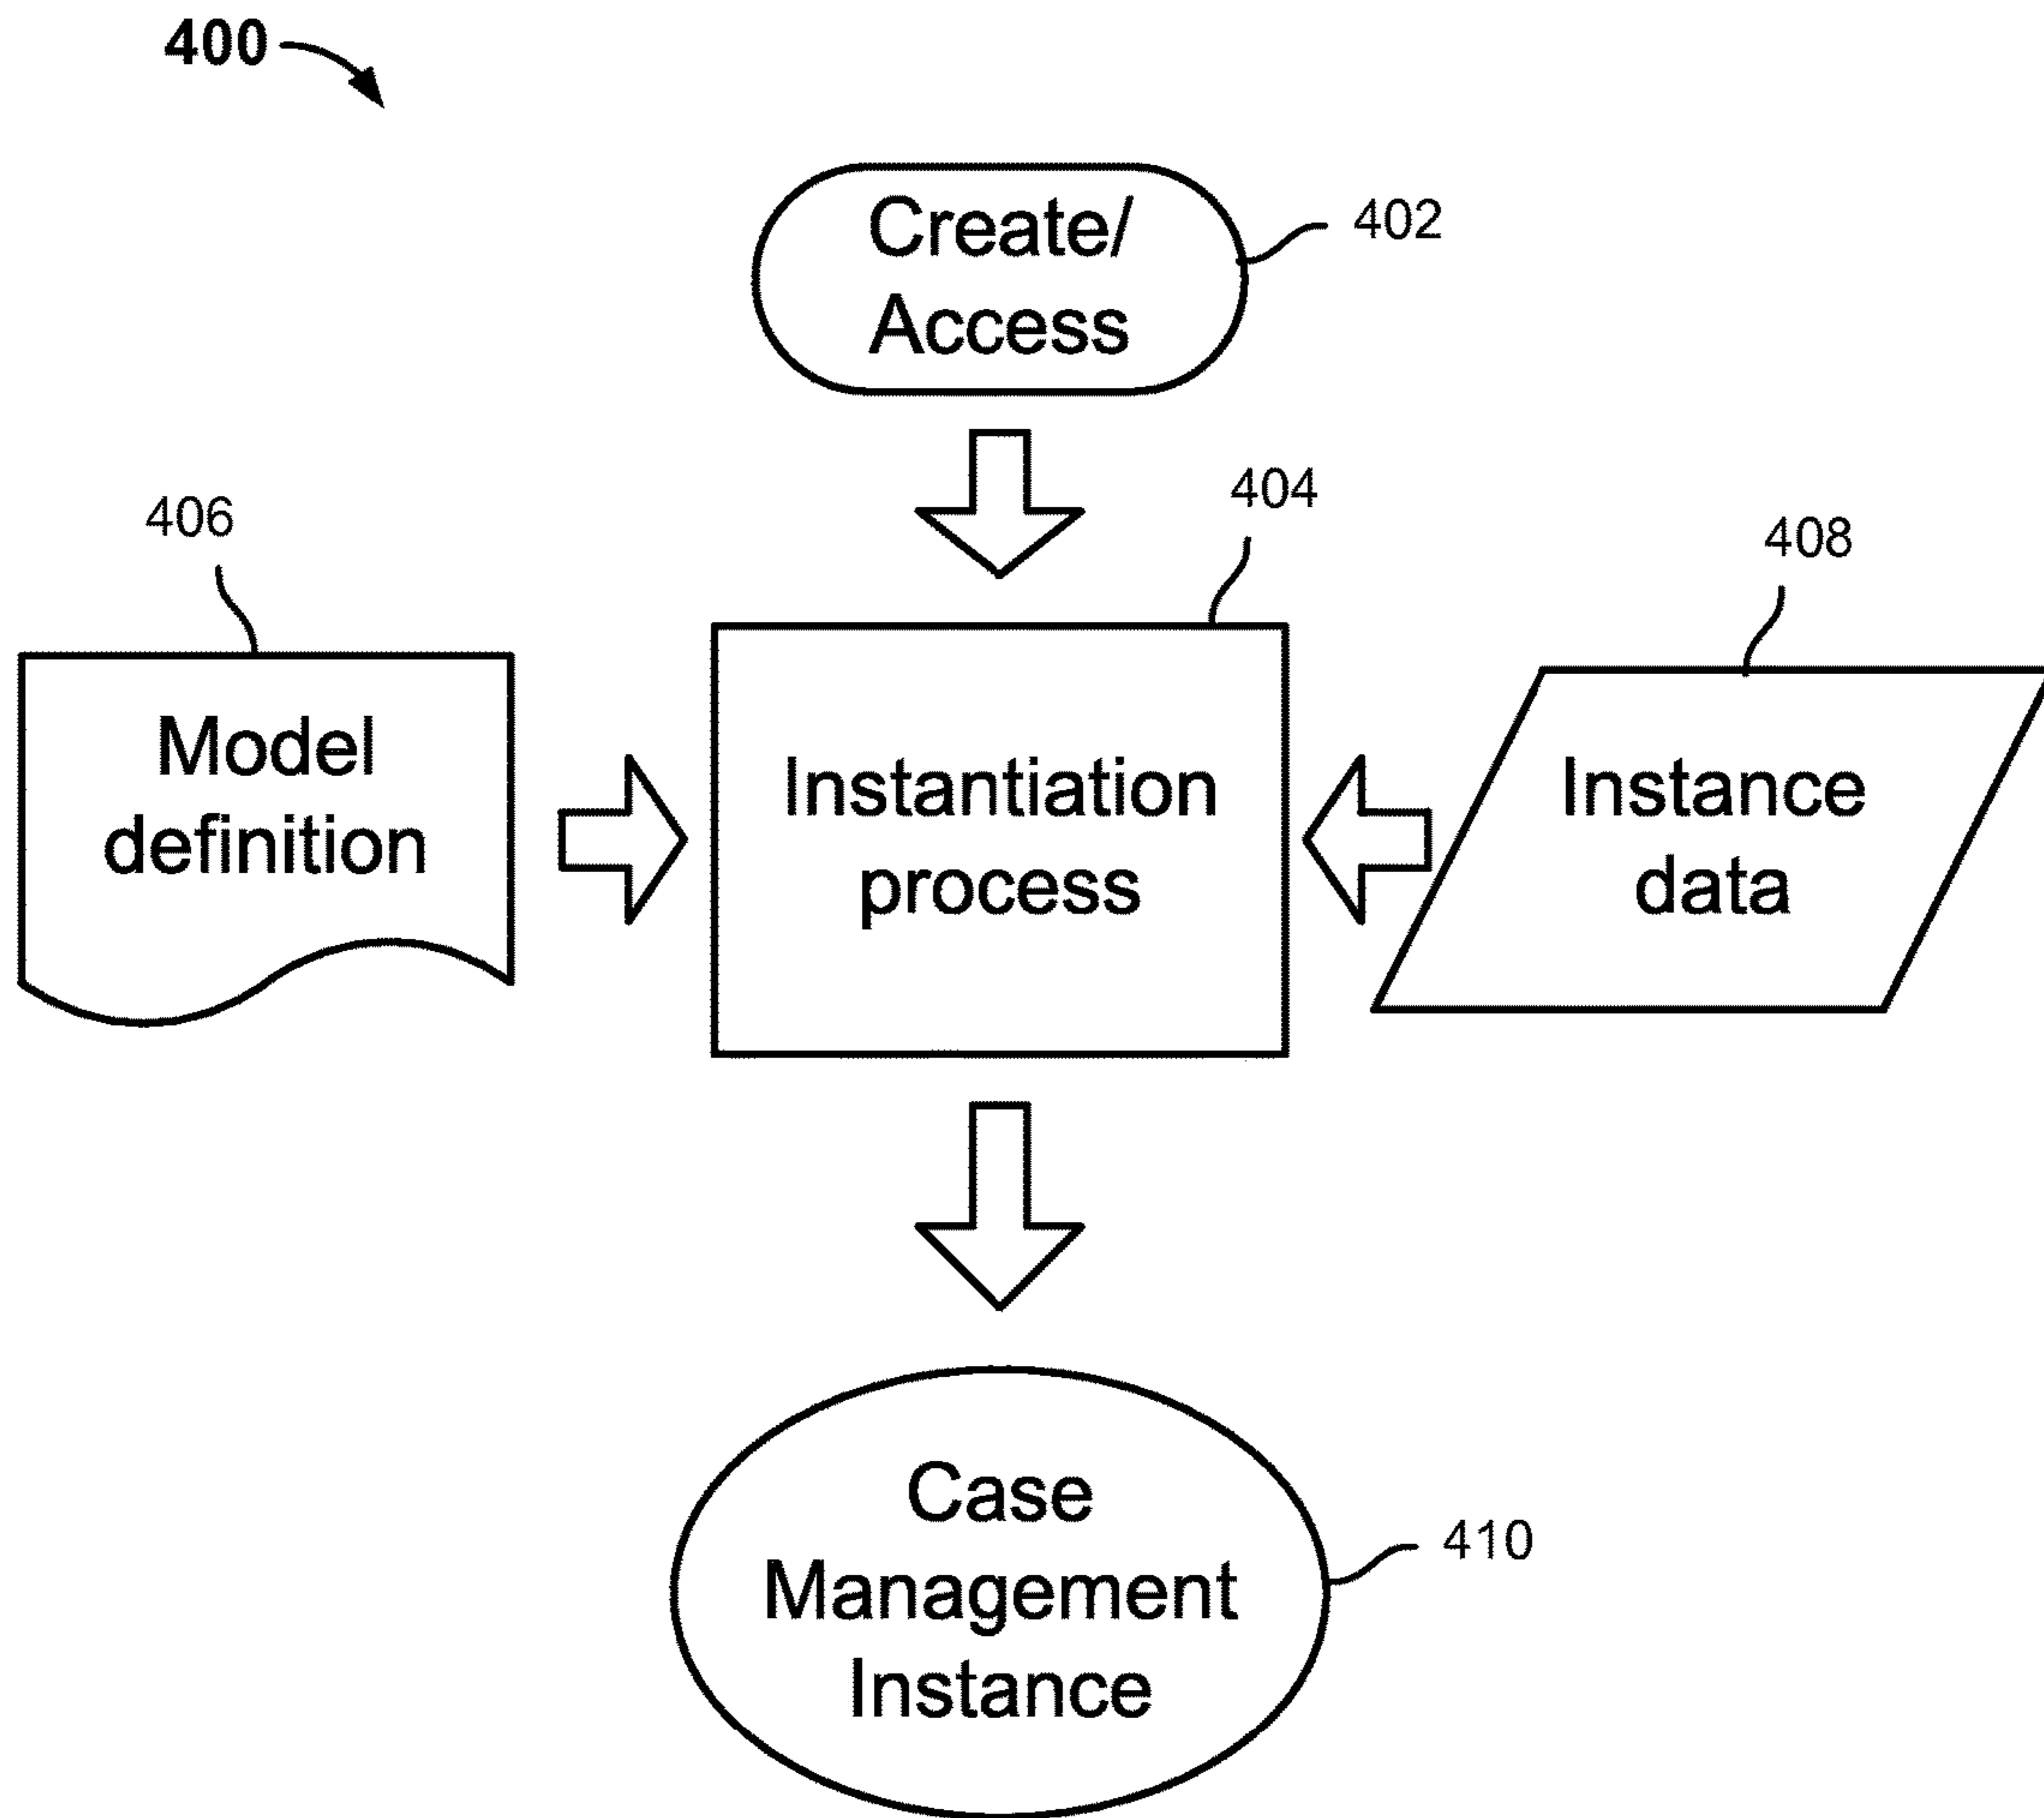 400
Create/
Access
402
404
406
408
Model
definition
Instantiation
process
Instance
data
Case
Management
Instance
410